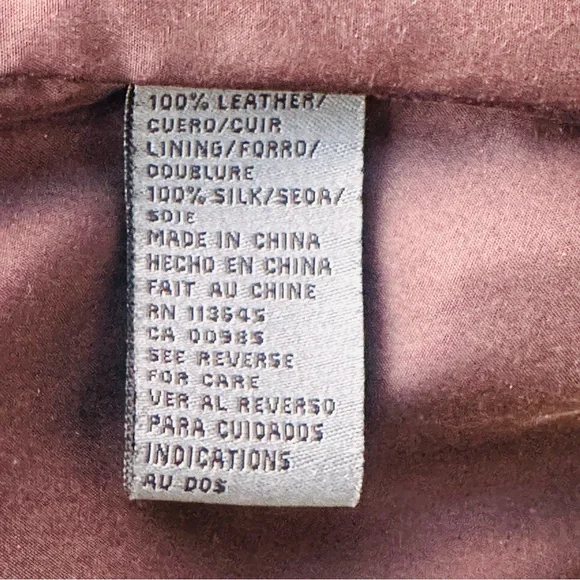 100% LEATHER/
CUERO/CUIR
LINING/FORRO/
DOUBLURE
100% SILK/SEDA/
SOIE
MADE IN CHINA
HECHO EN CHINA
FAIT AU CHINE
RN 113645
CA 00985
SEE REVERSE
FOR CARE
VER AL REVERSO
PARA CUIDADOS
INDICATIONS
AU DOS